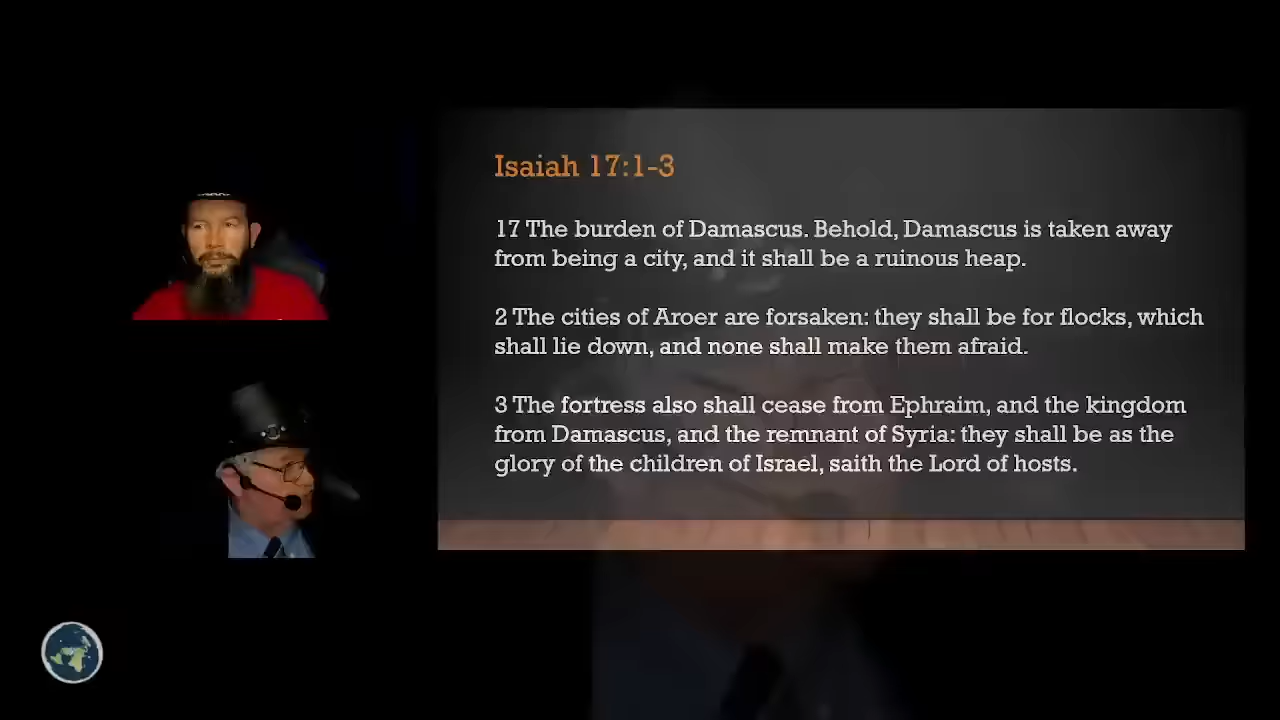 Isaiah 17:1-3
17 The burden of Damascus. Behold, Damascus is taken away
from being a city, and it shall be a ruinous heap.
2 The cities of Aroer are forsaken: they shall be for flocks, which
shall lie down, and none shall make them afraid.
3 The fortress also shall cease from Ephraim, and the kingdom
from Damascus, and the remnant of Syria: they shall be as the
glory of the children of Israel, saith the Lord of hosts.